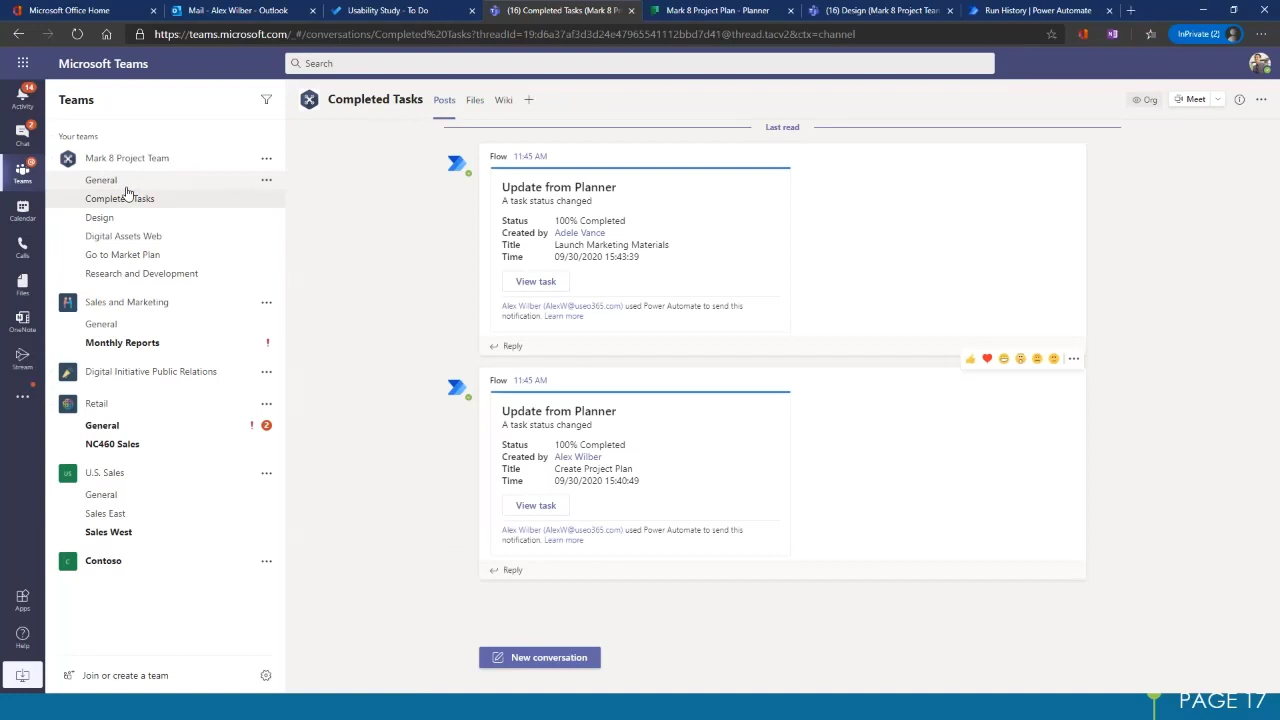 Microsoft Office Home
Mail - Alex Wilber - Outlook
Usability Study - To Do
(16) Completed Tasks (Mark 8 P
Mark 8 Project Plan - Planner
(16) Design (Mark 8 Project Team
Run History | Power Automate
https://teams.microsoft.com/_#/conversations/Completed%20Tasks?threadId=19:d6a37af3d3d24e47965541112bbd7d41@thread.tacv2&ctx=channel
InPrivate (2)
Microsoft Teams
Search
14
Activity
2
Chat
Teams
Calendar
Calls
Files
OneNote
Stream
Apps
Help
Teams
Your teams
Mark 8 Project Team
General
Completed Tasks
Design
Digital Assets Web
Go to Market Plan
Research and Development
Sales and Marketing
General
Monthly Reports !
Digital Initiative Public Relations
Retail
General ! 2
NC460 Sales
US U.S. Sales
General
Sales East
Sales West
C Contoso
Join or create a team
Completed Tasks Posts Files Wiki
Org
Meet
Last read
Flow 11:45 AM
Update from Planner
A task status changed
Status 100% Completed
Created by Adele Vance
Title Launch Marketing Materials
Time 09/30/2020 15:43:39
View task
Alex Wilber (AlexW@useo365.com) used Power Automate to send this
notification. Learn more
Reply
Flow 11:45 AM
Update from Planner
A task status changed
Status 100% Completed
Created by Alex Wilber
Title Create Project Plan
Time 09/30/2020 15:40:49
View task
Alex Wilber (AlexW@useo365.com) used Power Automate to send this
notification. Learn more
Reply
New conversation
PAGE 17